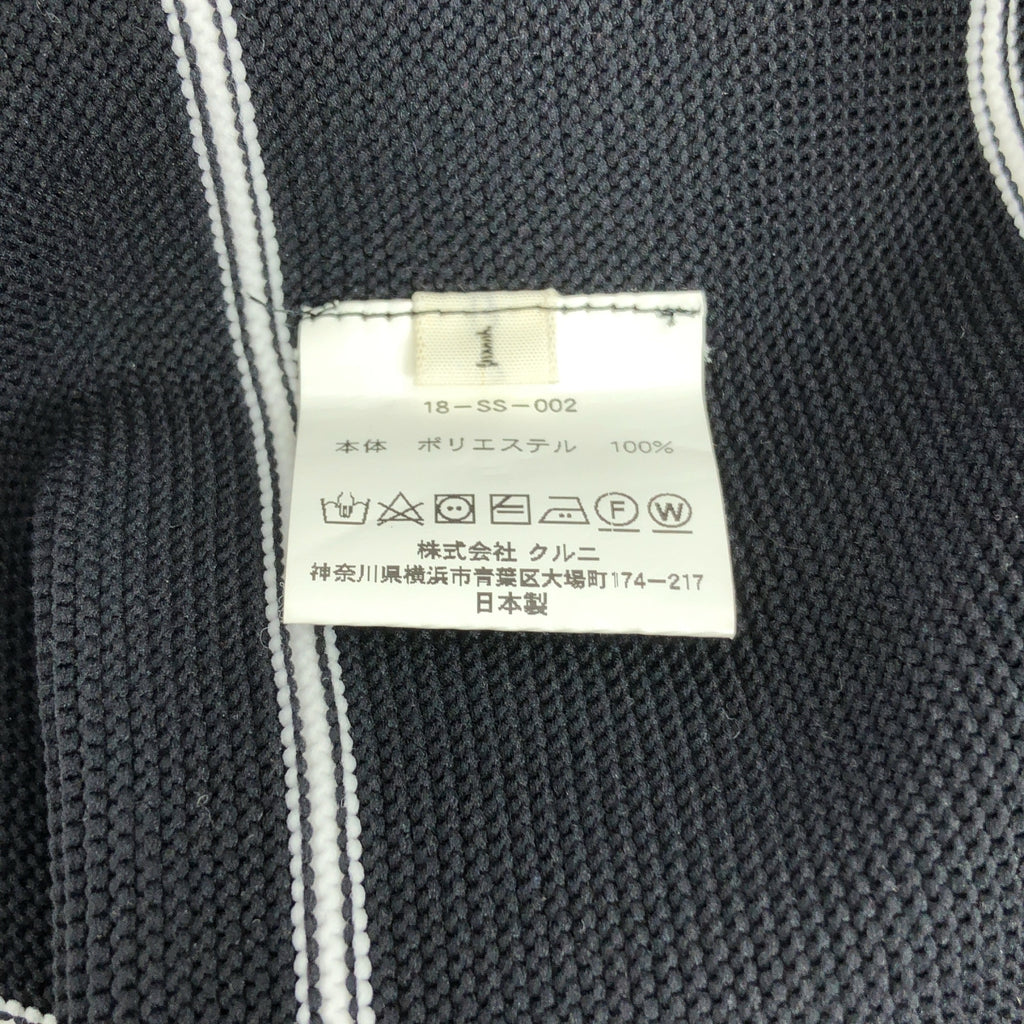 1
18-SS-002
本体 ポリエステル 100%
F W
株式会社 クルニ
神奈川県横浜市青葉区大場町174-217
日本製